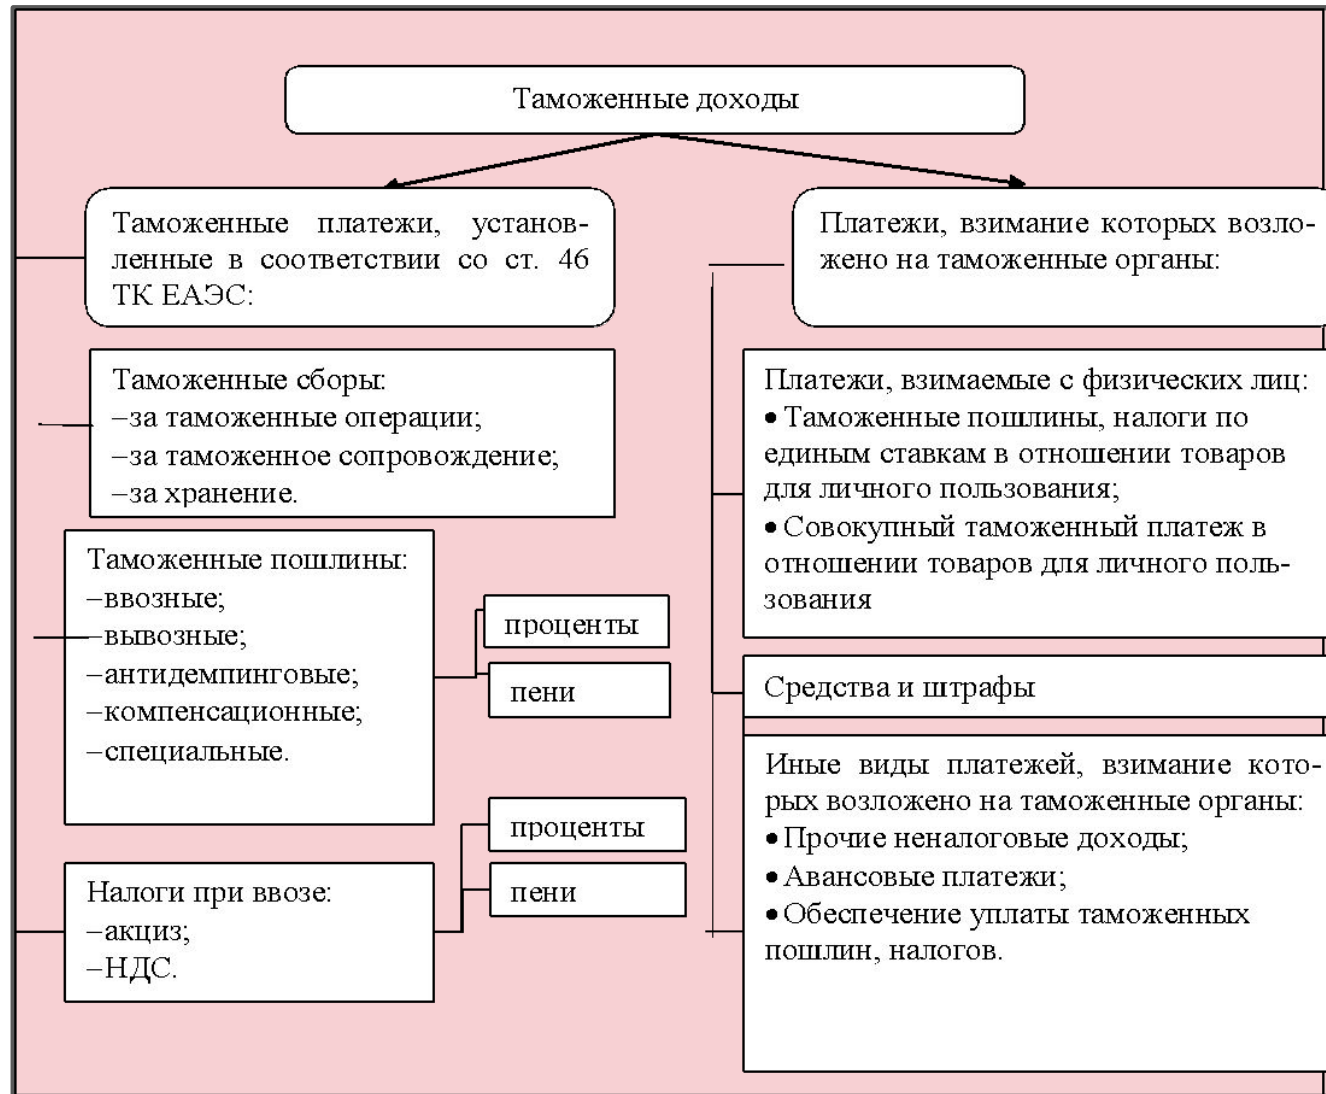 Таможенные доходы
Таможенные платежи, установ-
ленные в соответствии со ст. 46
ТК ЕАЭС:
Таможенные сборы:
–за таможенные операции;
–за таможенное сопровождение;
–за хранение.
Таможенные пошлины:
–ввозные;
–вывозные;
–антидемпинговые;
–компенсационные;
–специальные.
проценты
пени
Налоги при ввозе:
–акциз;
–НДС.
проценты
пени
Платежи, взимание которых возло-
жено на таможенные органы:
Платежи, взимаемые с физических лиц:
• Таможенные пошлины, налоги по
единым ставкам в отношении товаров
для личного пользования;
• Совокупный таможенный платеж в
отношении товаров для личного поль-
зования
Средства и штрафы
Иные виды платежей, взимание кото-
рых возложено на таможенные органы:
• Прочие неналоговые доходы;
• Авансовые платежи;
• Обеспечение уплаты таможенных
пошлин, налогов.